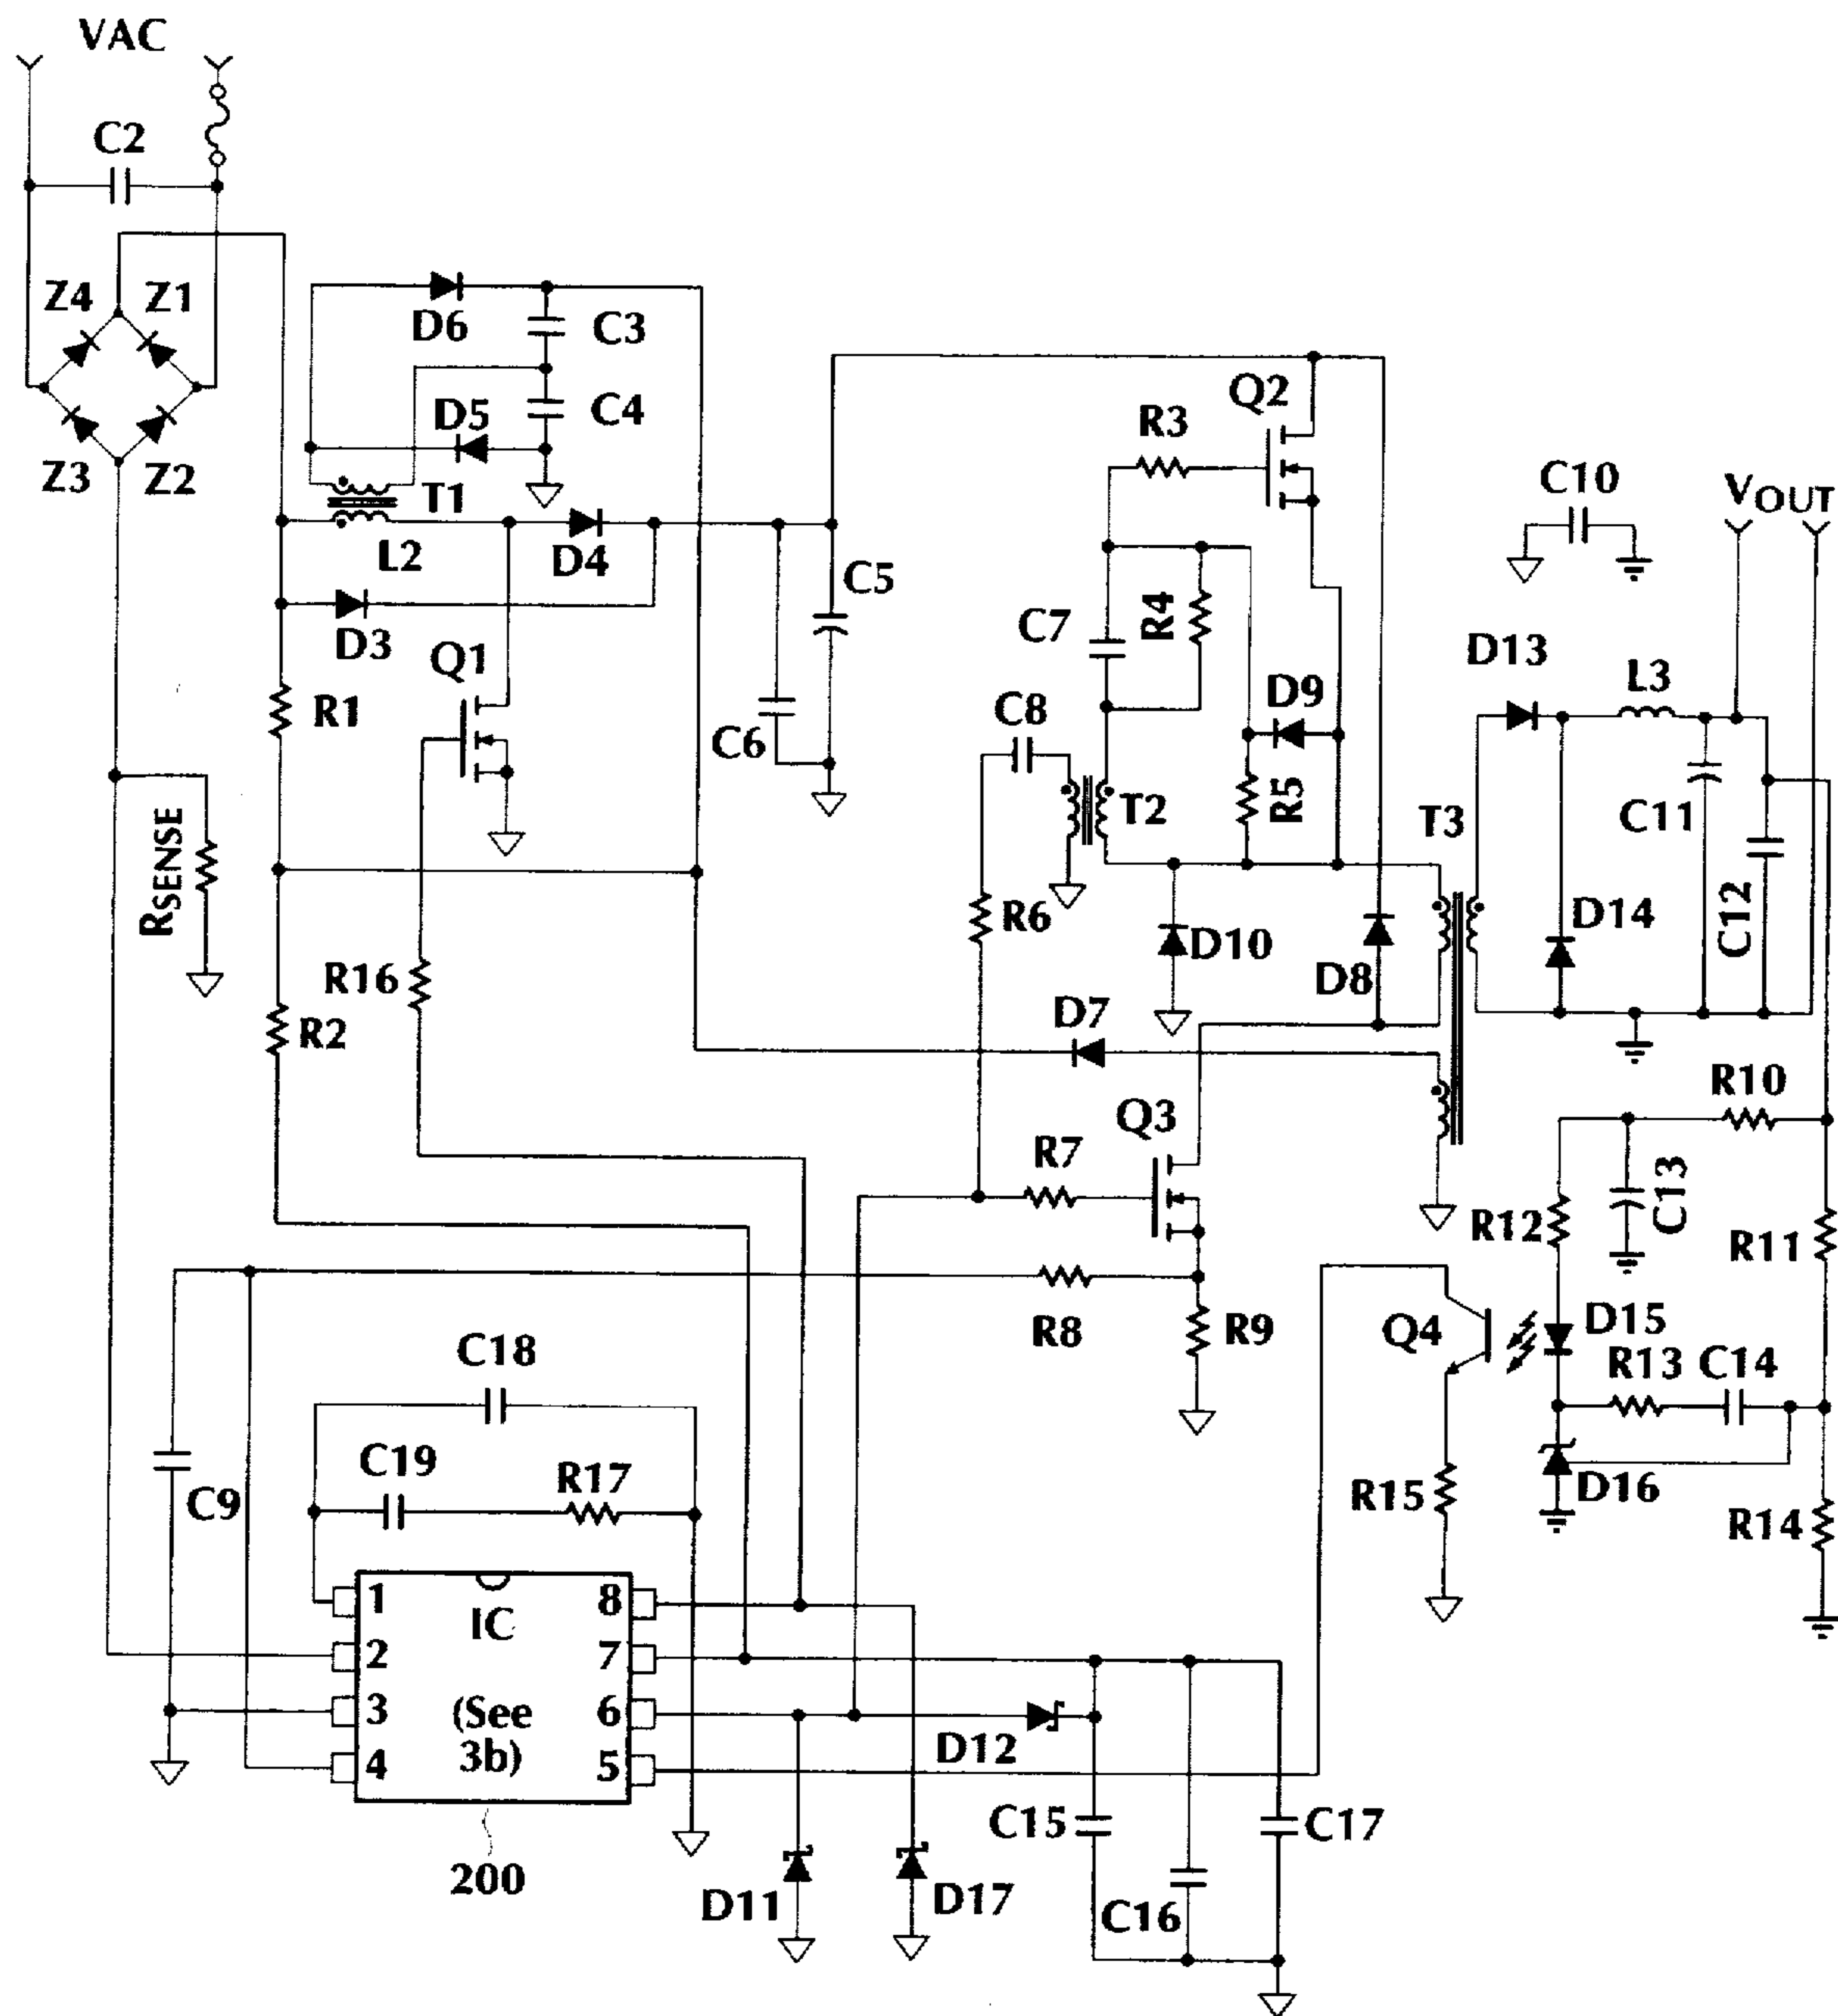 VAC
C2
Z4
Z1
Z3
Z2
D6
C3
D5
C4
T1
L2
D4
D3
R1
Q1
C6
C5
Q2
R3
C7
R4
C8
D9
R5
T2
C10
VOUT
D13
L3
T3
C11
C12
D14
RSENSE
R16
R2
R6
D10
D8
D7
Q3
R7
R8
R9
R10
C13
R12
R11
Q4
D15
R13
C14
R15
D16
R14
C18
C19
R17
C9
1
2
3
4
IC
(See
3b)
8
7
6
5
200
D12
D11
D17
C15
C16
C17